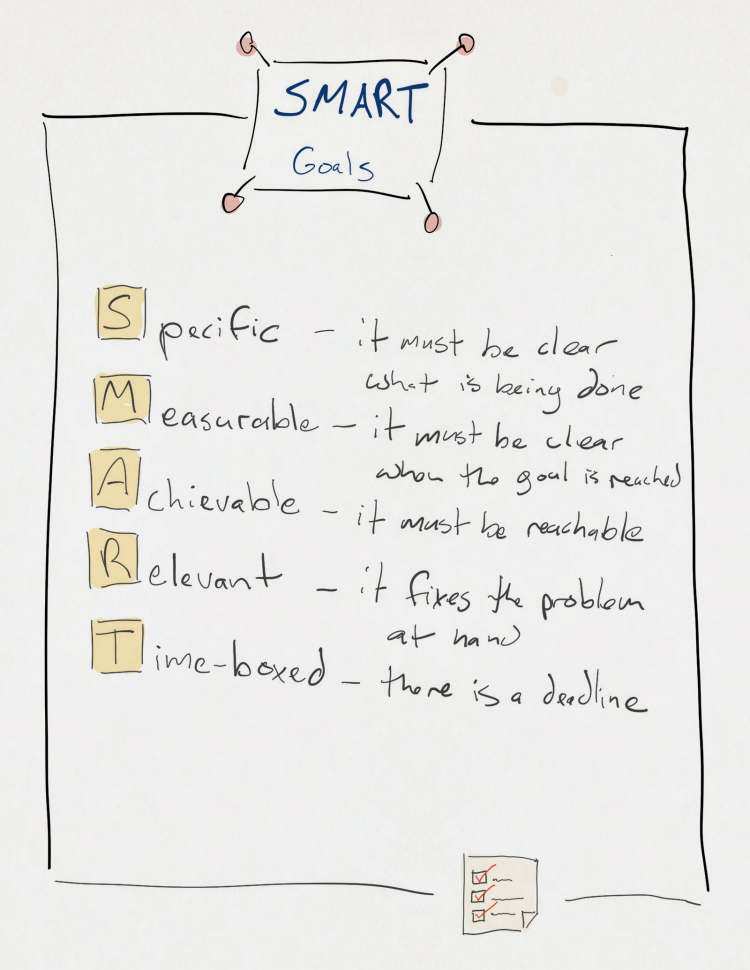 SMART
Goals
Specific – it must be clear
what is being done
Measurable – it must be clear
when the goal is reached
Achievable – it must be reachable
Relevant – it fixes the problem
at hand
Time-boxed – there is a deadline